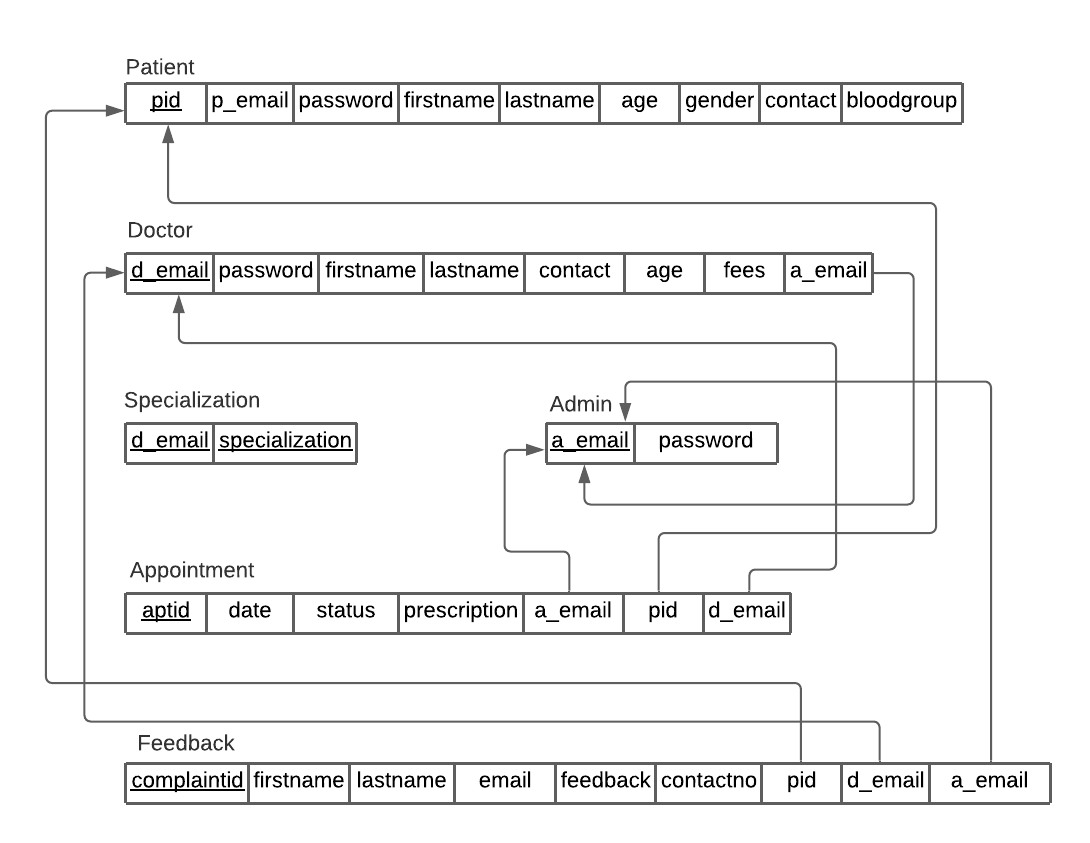 Patient
pid p_email password firstname lastname age gender contact bloodgroup
Doctor
d_email password firstname lastname contact age fees a_email
Specialization
d_email specialization
Admin
a_email password
Appointment
aptid date status prescription a_email pid d_email
Feedback
complaintid firstname lastname email feedback contactno pid d_email a_email